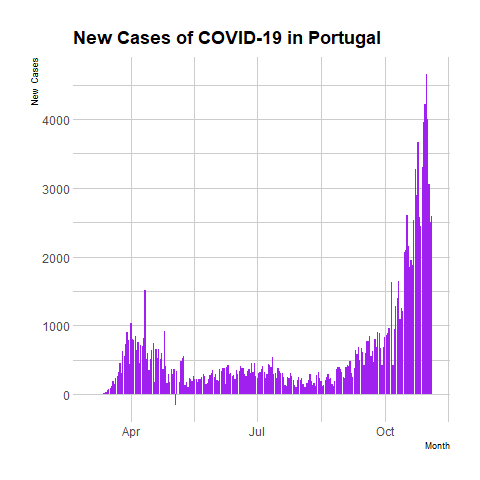 New Cases of COVID-19 in Portugal
New Cases
4000
3000
2000
1000
0
Apr
Jul
Oct
Month